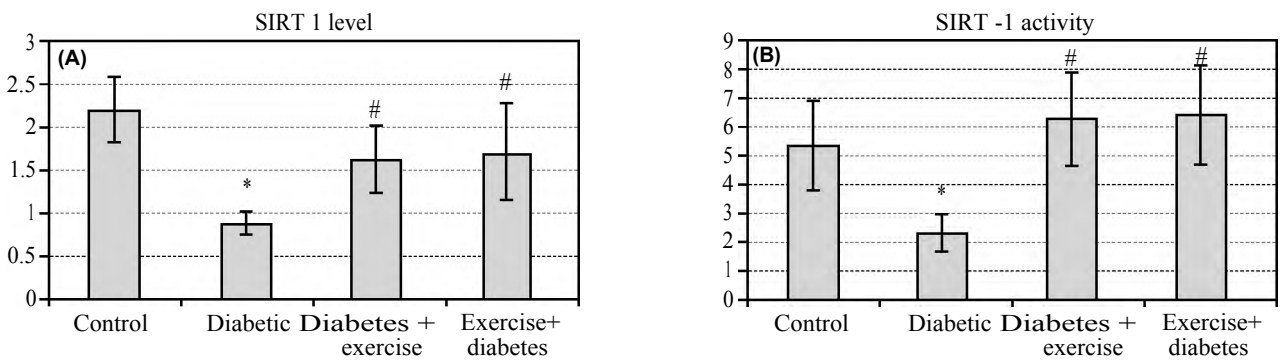 SIRT 1 level
(A)
3
2.5
2
1.5
1
0.5
0
#
#
*
Control
Diabetic
Diabetes +
exercise
Exercise+
diabetes
SIRT -1 activity
(B)
9
8
7
6
5
4
3
2
1
0
#
#
*
Control
Diabetic
Diabetes +
exercise
Exercise+
diabetes